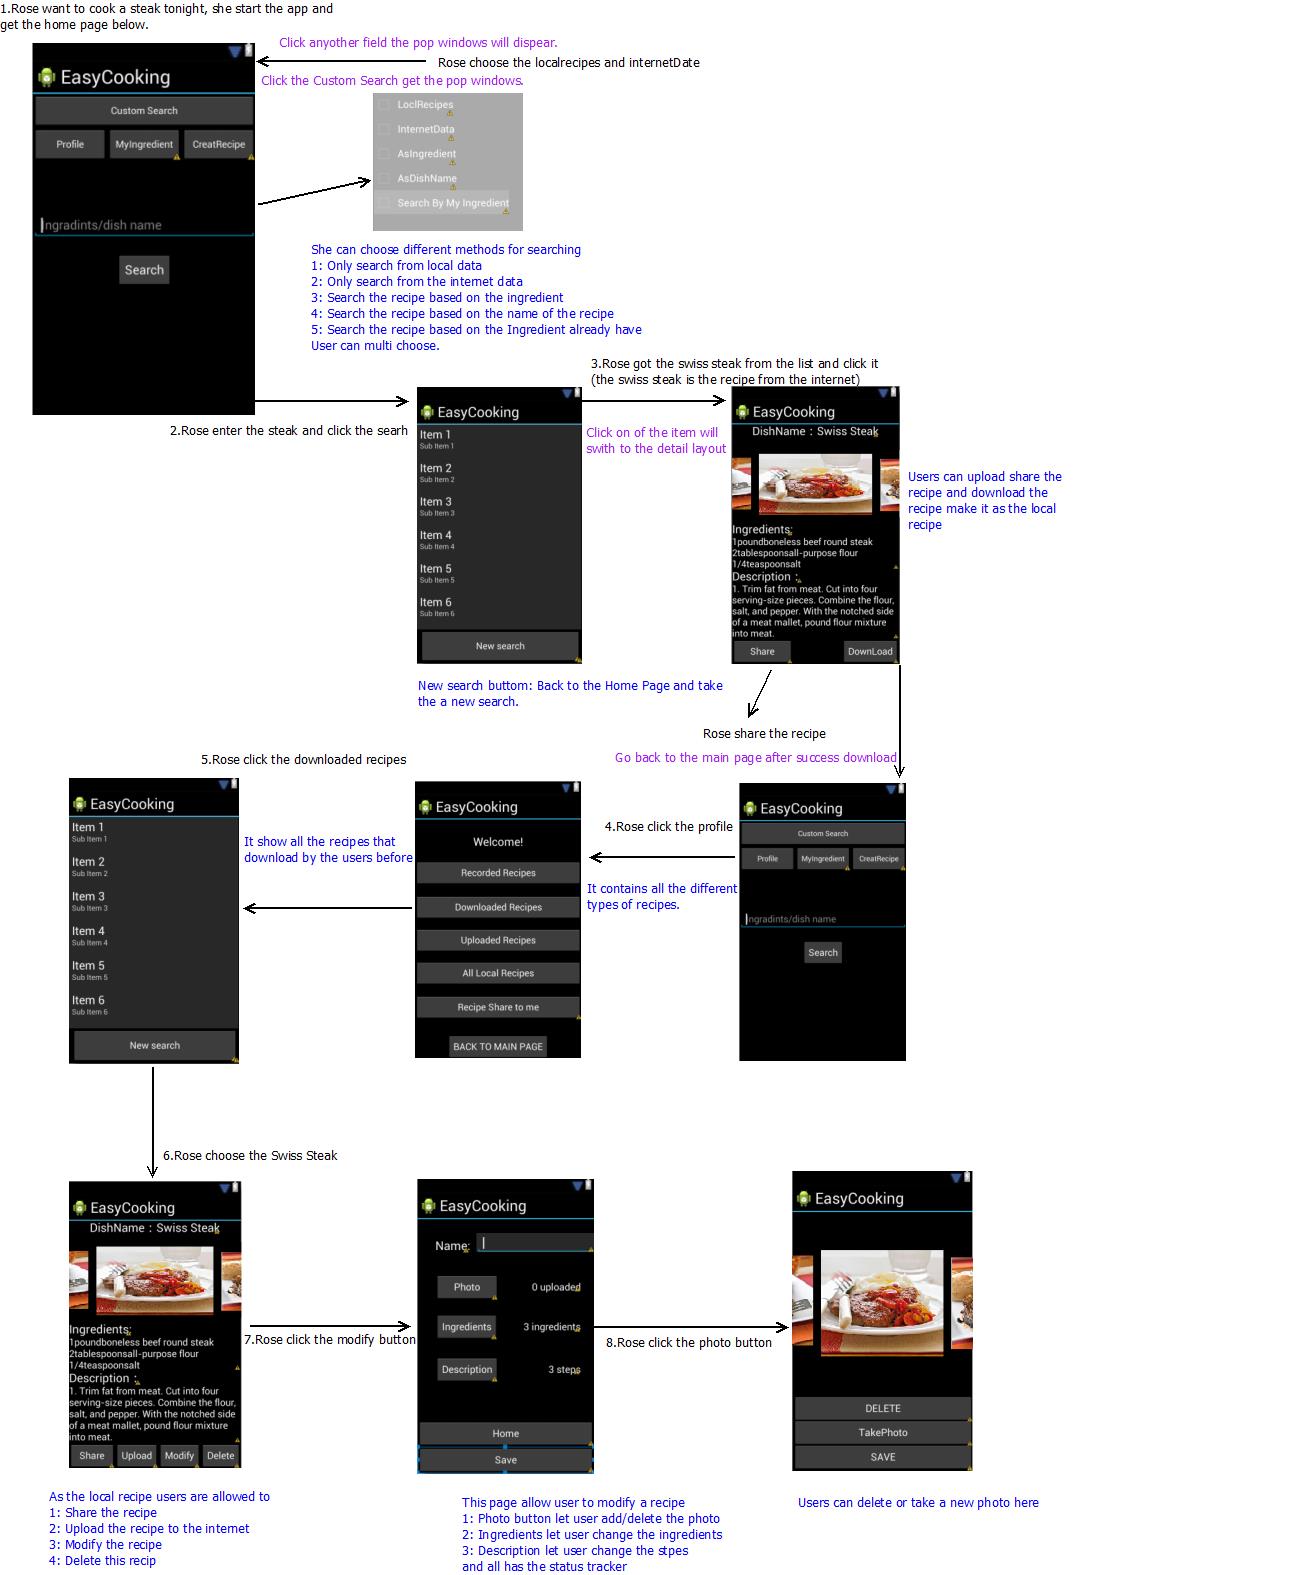 1.Rose want to cook a steak tonight, she start the app and
get the home page below.
Click anyother field the pop windows will dispear.
Rose choose the localrecipes and internetDate
Click the Custom Search get the pop windows.
EasyCooking
Custom Search
Profile
MyIngredient
CreatRecipe
ngradints/dish name
Search
LoclRecipes
InternetData
AsIngredient
AsDishName
Search By My Ingredient
She can choose different methods for searching
1: Only search from local data
2: Only search from the internet data
3: Search the recipe based on the ingredient
4: Search the recipe based on the name of the recipe
5: Search the recipe based on the Ingredient already have
User can multi choose.
2.Rose enter the steak and click the searh
EasyCooking
Item 1
Sub Item 1
Item 2
Sub Item 2
Item 3
Sub Item 3
Item 4
Sub Item 4
Item 5
Sub Item 5
Item 6
Sub Item 6
New search
New search buttom: Back to the Home Page and take
the a new search.
3.Rose got the swiss steak from the list and click it
(the swiss steak is the recipe from the internet)
Click on of the item will
swith to the detail layout
EasyCooking
DishName : Swiss Steak
Ingredients:
1poundboneless beef round steak
2tablespoonsall-purpose flour
1/4teaspoonsalt
Description :
1. Trim fat from meat. Cut into four
serving-size pieces. Combine the flour,
salt, and pepper. With the notched side
of a meat mallet, pound flour mixture
into meat.
Share
DownLoad
Users can upload share the
recipe and download the
recipe make it as the local
recipe
Rose share the recipe
Go back to the main page after success download
EasyCooking
Custom Search
Profile
MyIngredient
CreatRecipe
ngradints/dish name
Search
4.Rose click the profile
It contains all the different
types of recipes.
EasyCooking
Welcome!
Recorded Recipes
Downloaded Recipes
Uploaded Recipes
All Local Recipes
Recipe Share to me
BACK TO MAIN PAGE
5.Rose click the downloaded recipes
It show all the recipes that
download by the users before
EasyCooking
Item 1
Sub Item 1
Item 2
Sub Item 2
Item 3
Sub Item 3
Item 4
Sub Item 4
Item 5
Sub Item 5
Item 6
Sub Item 6
New search
6.Rose choose the Swiss Steak
EasyCooking
DishName : Swiss Steak
Ingredients:
1poundboneless beef round steak
2tablespoonsall-purpose flour
1/4teaspoonsalt
Description :
1. Trim fat from meat. Cut into four
serving-size pieces. Combine the flour,
salt, and pepper. With the notched side
of a meat mallet, pound flour mixture
into meat.
Share
Upload
Modify
Delete
As the local recipe users are allowed to
1: Share the recipe
2: Upload the recipe to the internet
3: Modify the recipe
4: Delete this recip
7.Rose click the modify button
EasyCooking
Name:
Photo
0 uploaded
Ingredients
3 ingredients
Description
3 steps
Home
Save
This page allow user to modify a recipe
1: Photo button let user add/delete the photo
2: Ingredients let user change the ingredients
3: Description let user change the stpes
and all has the status tracker
8.Rose click the photo button
EasyCooking
DELETE
TakePhoto
SAVE
Users can delete or take a new photo here